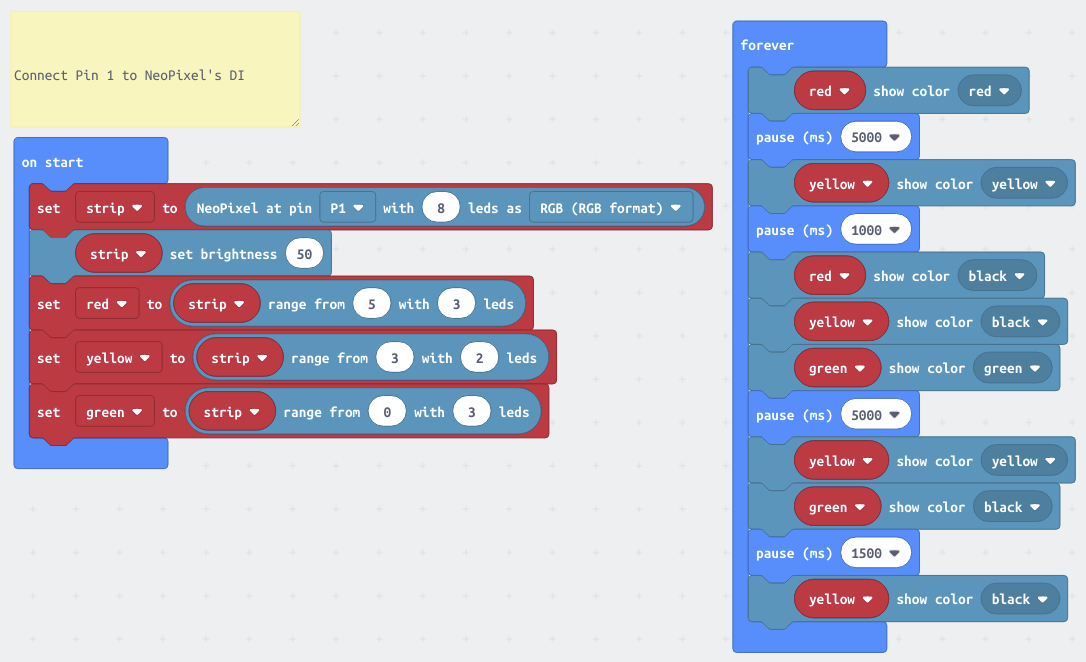 Connect Pin 1 to NeoPixel's DI
on start
set strip to NeoPixel at pin P1 with 8 leds as RGB (RGB format)
strip set brightness 50
set red to strip range from 5 with 3 leds
set yellow to strip range from 3 with 2 leds
set green to strip range from 0 with 3 leds
forever
red show color red
pause (ms) 5000
yellow show color yellow
pause (ms) 1000
red show color black
yellow show color black
green show color green
pause (ms) 5000
yellow show color yellow
green show color black
pause (ms) 1500
yellow show color black